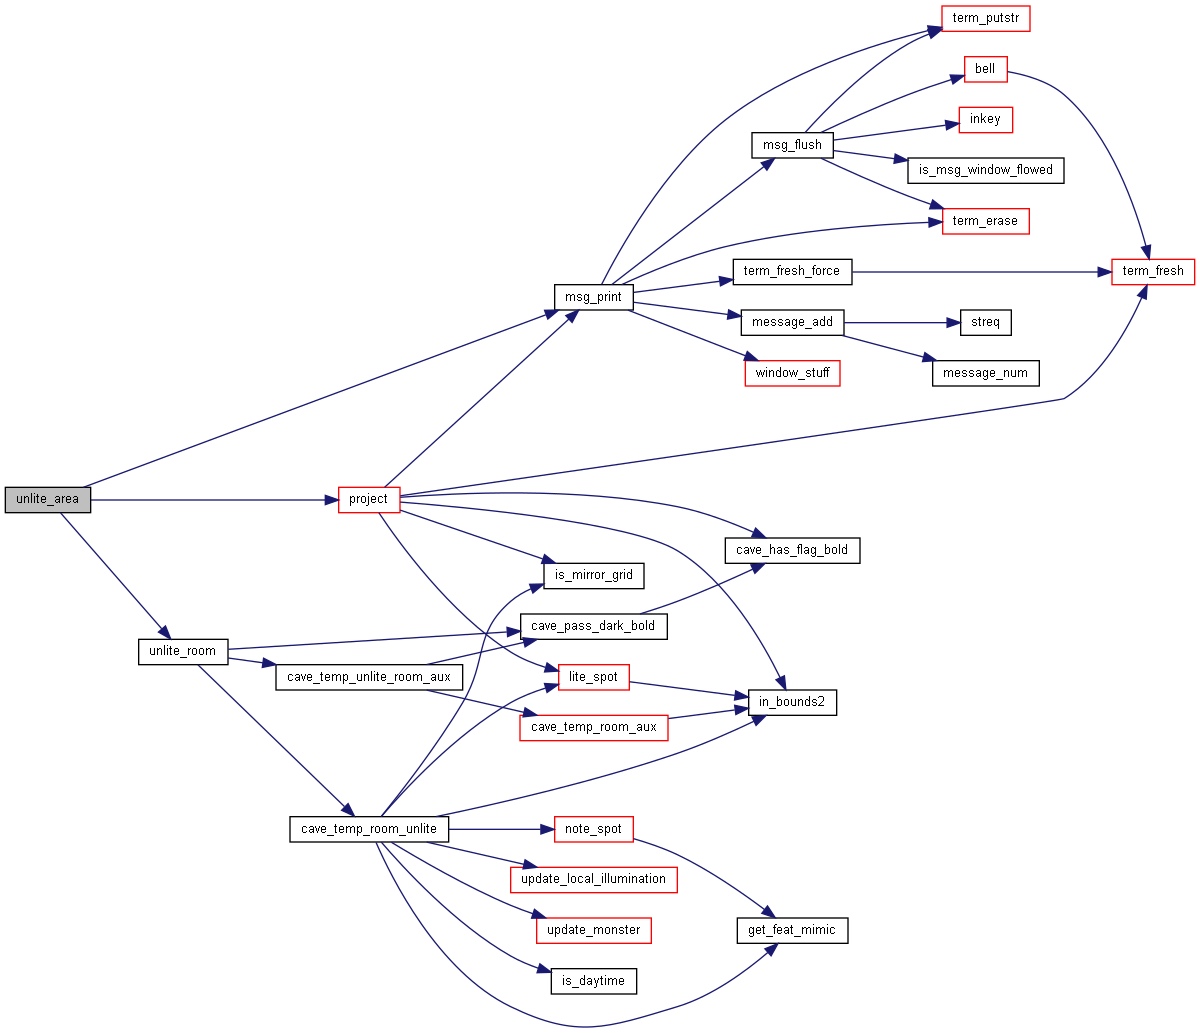 term_putstr
bell
inkey
msg_flush
is_msg_window_flowed
term_erase
term_fresh_force
term_fresh
msg_print
message_add
streq
window_stuff
message_num
unlite_area
project
cave_has_flag_bold
is_mirror_grid
cave_pass_dark_bold
unlite_room
cave_temp_unlite_room_aux
lite_spot
in_bounds2
cave_temp_room_aux
cave_temp_room_unlite
note_spot
update_local_illumination
update_monster
get_feat_mimic
is_daytime